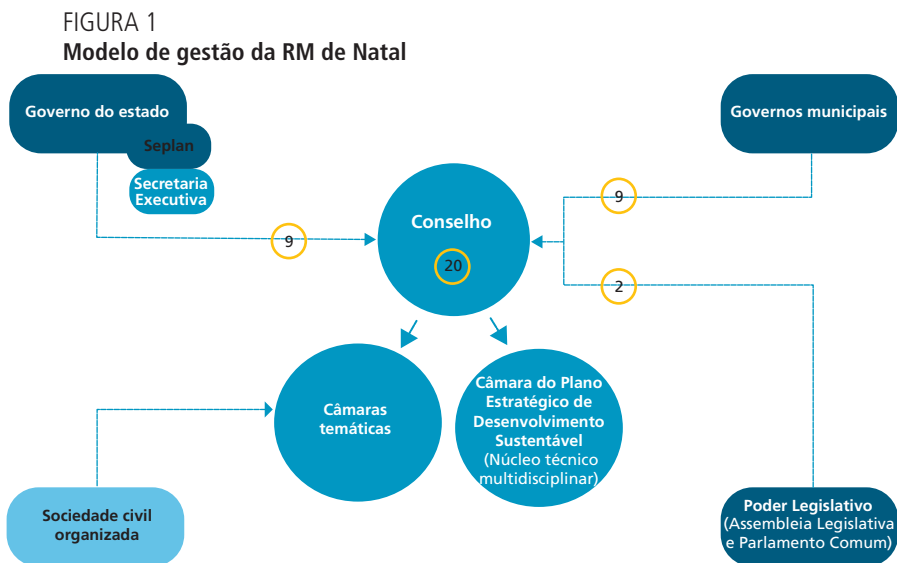 FIGURA 1
Modelo de gestão da RM de Natal
Governo do estado
Seplan
Secretaria
Executiva
Governos municipais
9
Conselho
20
9
2
Câmaras
temáticas
Câmara do Plano
Estratégico de
Desenvolvimento
Sustentável
(Núcleo técnico
multidisciplinar)
Sociedade civil
organizada
Poder Legislativo
(Assembleia Legislativa
e Parlamento Comum)